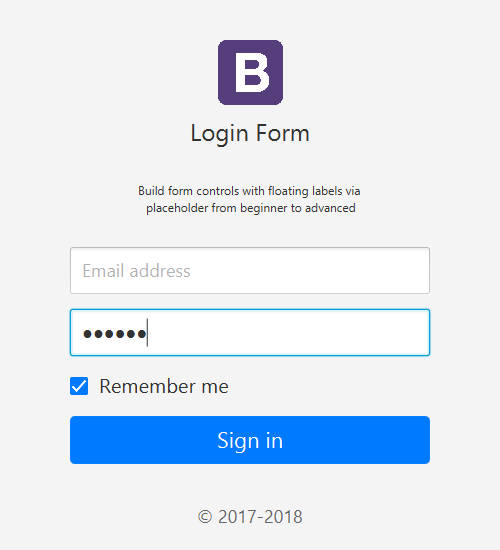 B
Login Form
Build form controls with floating labels via
placeholder from beginner to advanced
Email address
●●●●●●
Remember me
Sign in
© 2017-2018